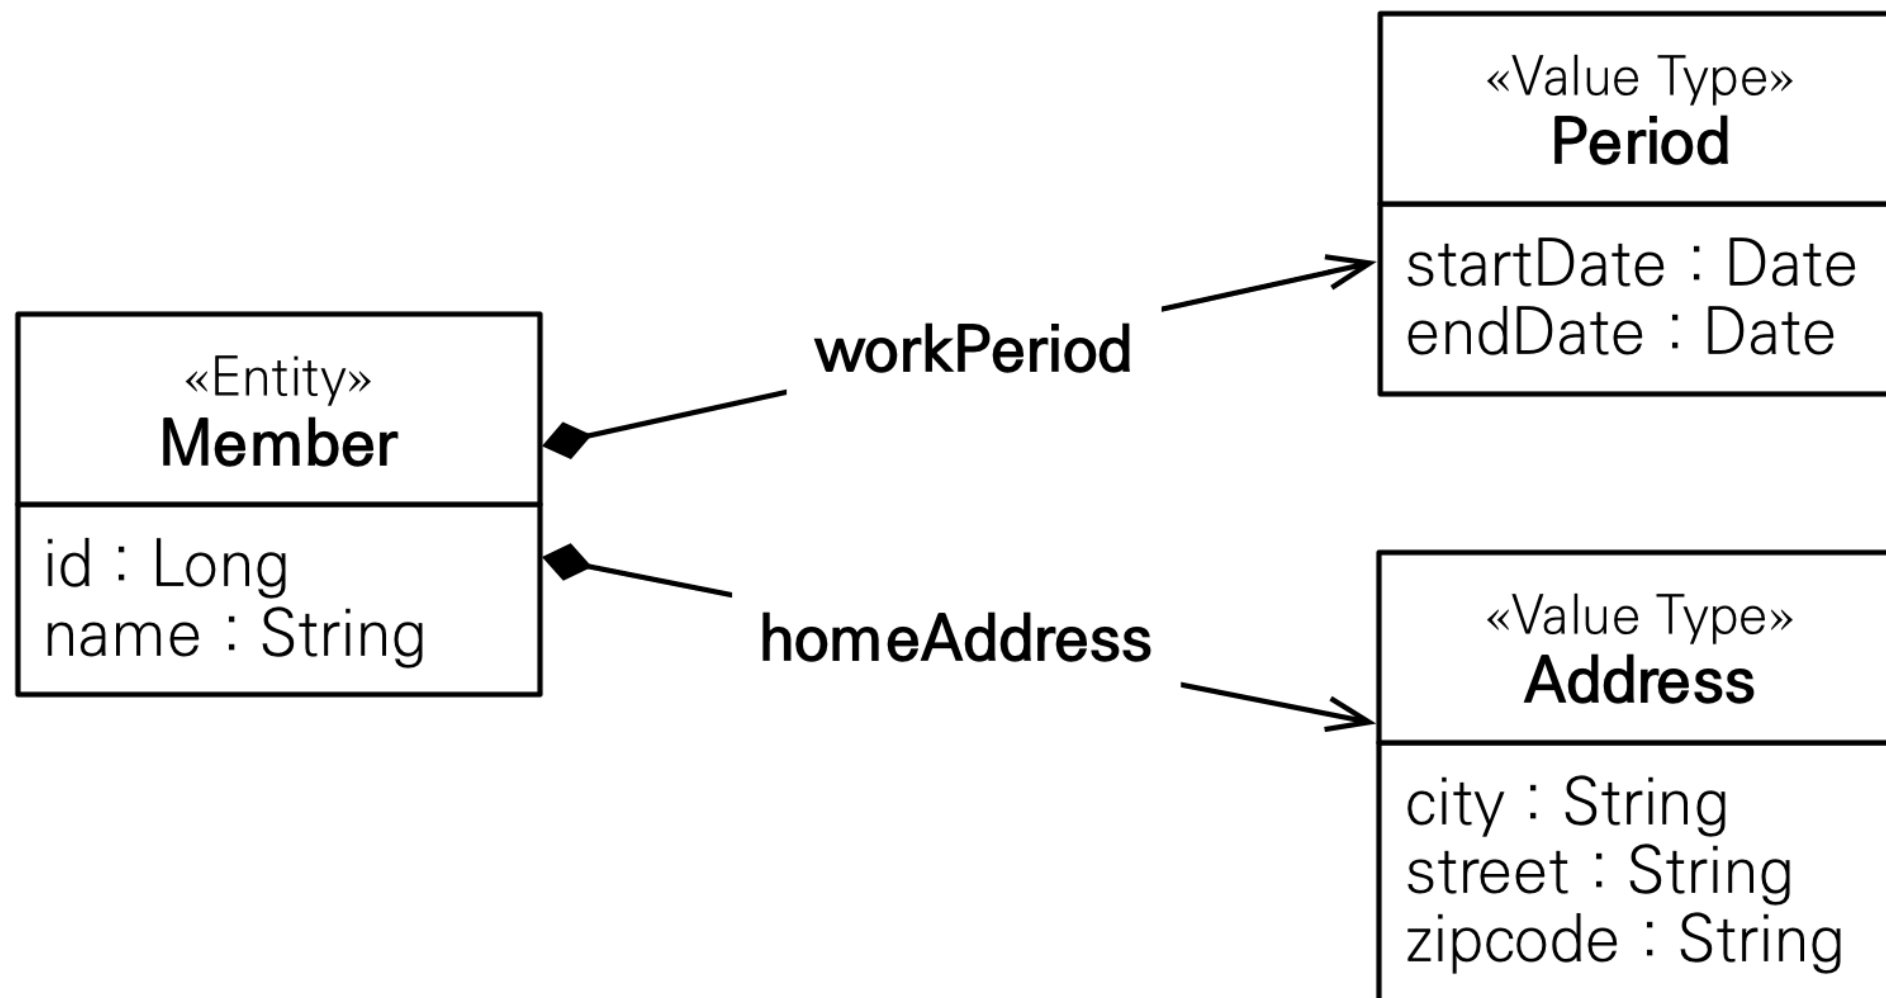 «Entity»
Member
id : Long
name : String
workPeriod
homeAddress
«Value Type»
Period
startDate : Date
endDate : Date
«Value Type»
Address
city : String
street : String
zipcode : String